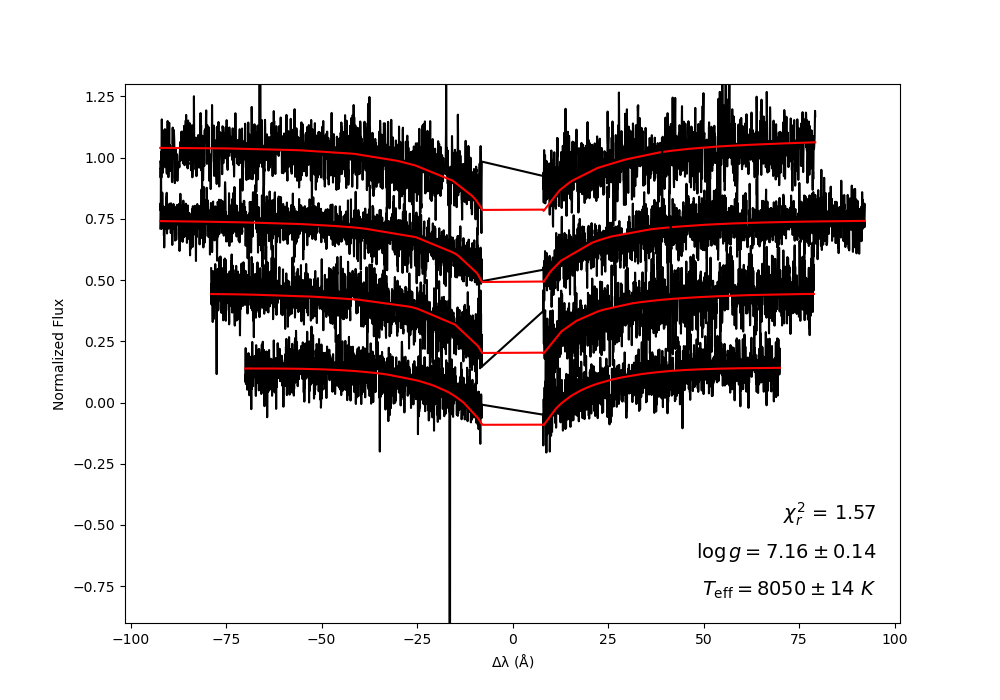 Normalized Flux
1.25
1.00
0.75
0.50
0.25
0.00
−0.25
−0.50
−0.75
χ²ᵣ = 1.57
log g = 7.16 ± 0.14
T_eff = 8050 ± 14 K
−100 −75 −50 −25 0 25 50 75 100
Δλ (Å)